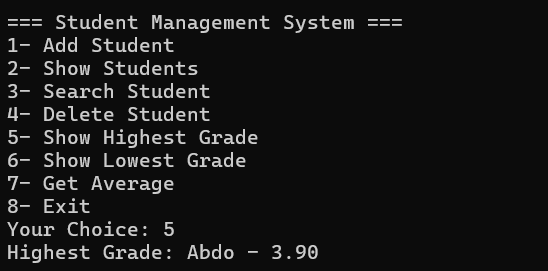 === Student Management System ===
1- Add Student
2- Show Students
3- Search Student
4- Delete Student
5- Show Highest Grade
6- Show Lowest Grade
7- Get Average
8- Exit
Your Choice: 5
Highest Grade: Abdo - 3.90